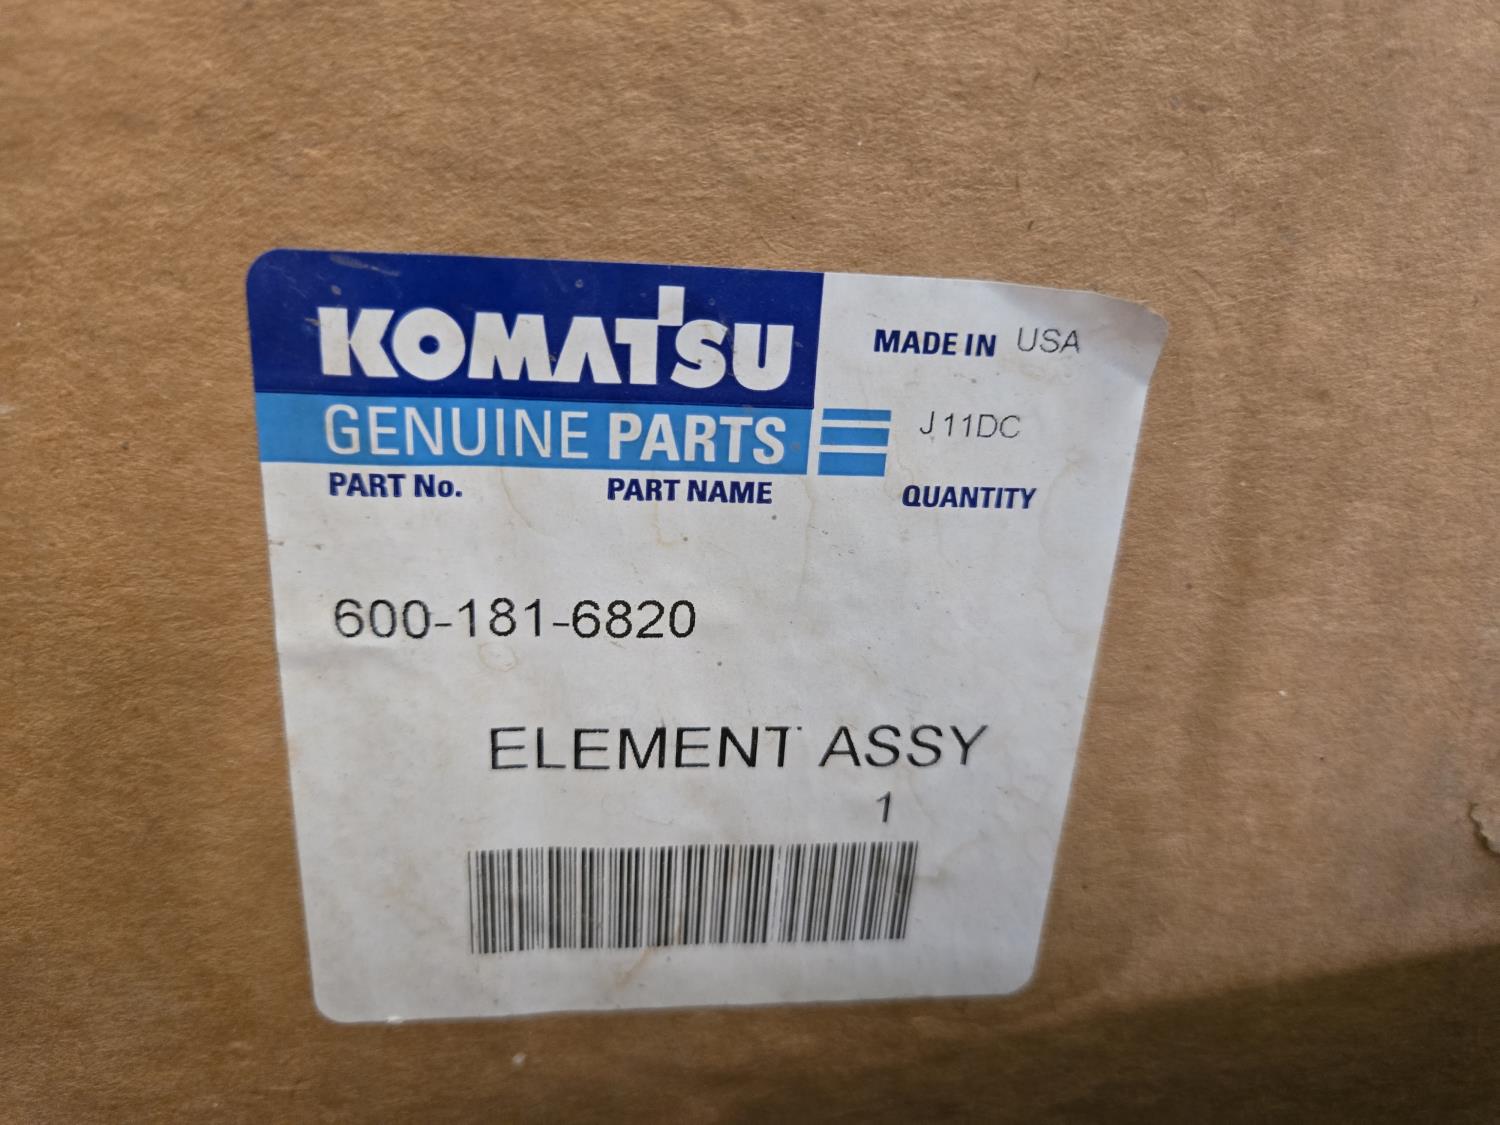 KOMATSU
MADE IN USA
GENUINE PARTS
J11DC
PART No. PART NAME QUANTITY
600-181-6820
ELEMENT ASSY
1